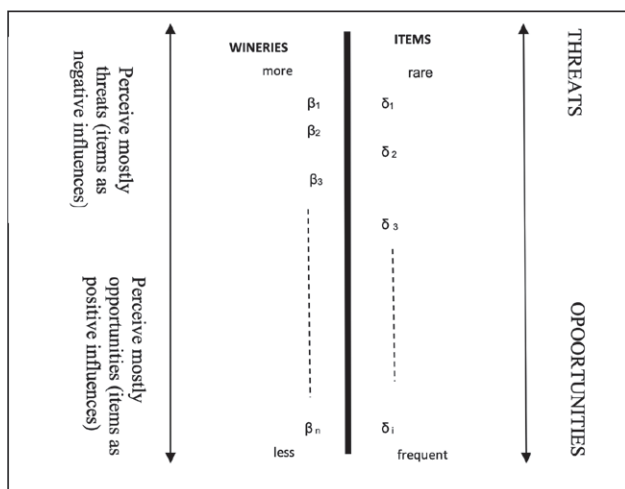 Perceive mostly
threats (items as
negative influences)
Perceive mostly
opportunities (items as
positive influences)
WINERIES
more
β1
β2
β3
βn
less
ITEMS
rare
δ1
δ2
δ3
δi
frequent
THREATS
OPOORTUNITIES